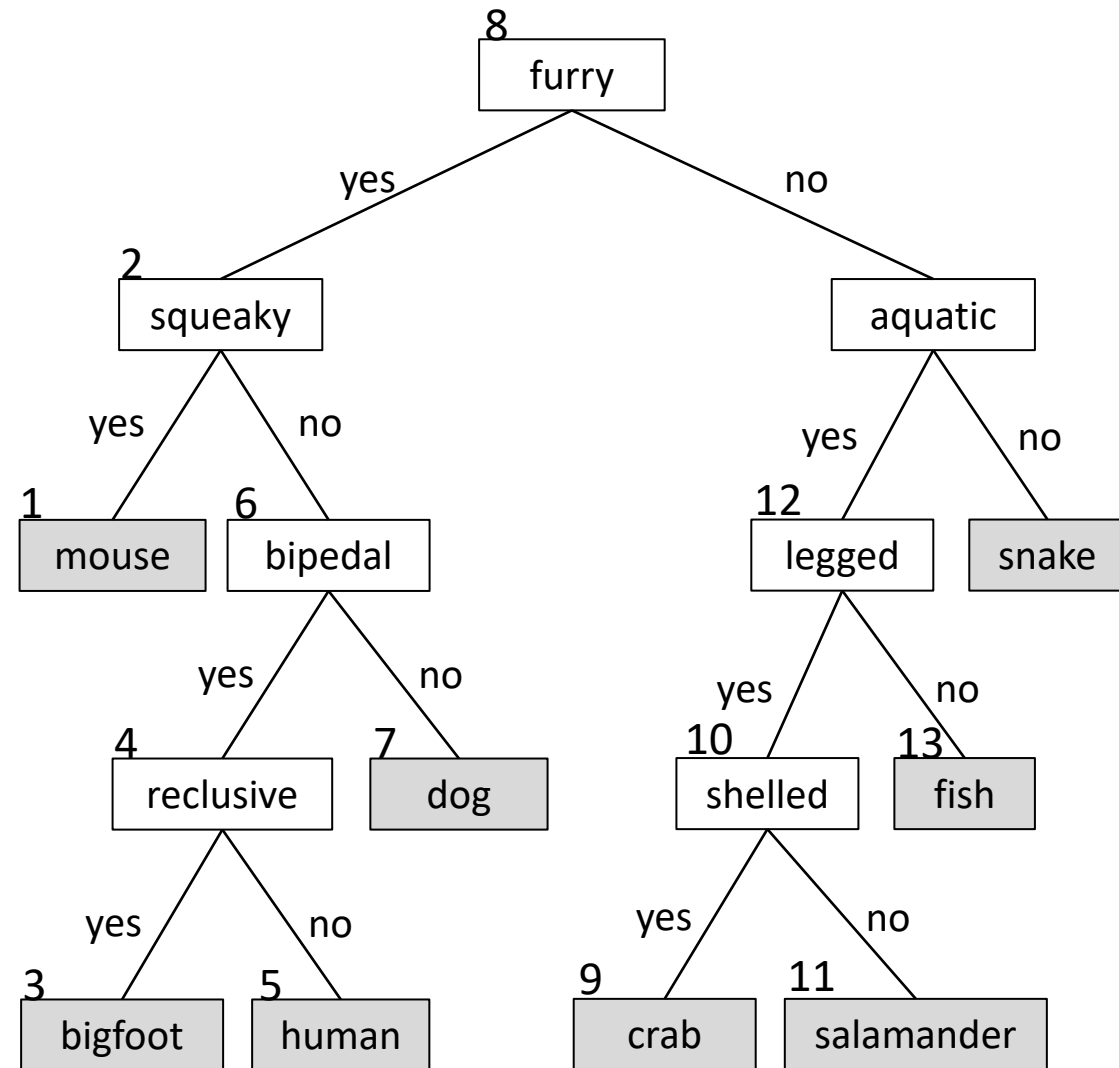 8
furry
yes no
2
squeaky aquatic
yes no yes no
1 6 12
mouse bipedal legged snake
yes no yes no
4 7 10 13
reclusive dog shelled fish
yes no yes no
3 5 9 11
bigfoot human crab salamander